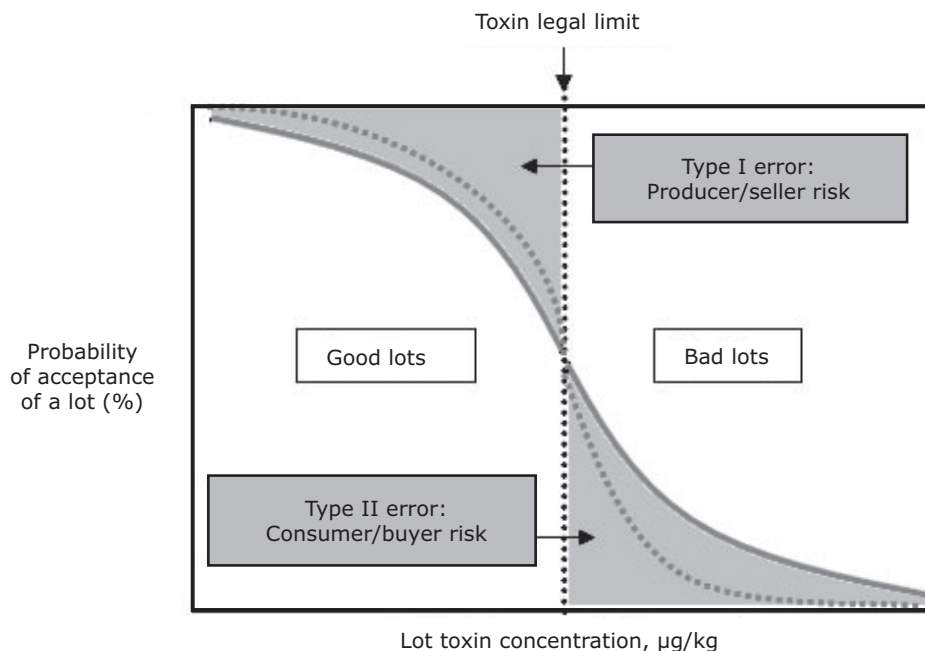 Toxin legal limit
Type I error:
Producer/seller risk
Good lots
Bad lots
Probability
of acceptance
of a lot (%)
Type II error:
Consumer/buyer risk
Lot toxin concentration, µg/kg